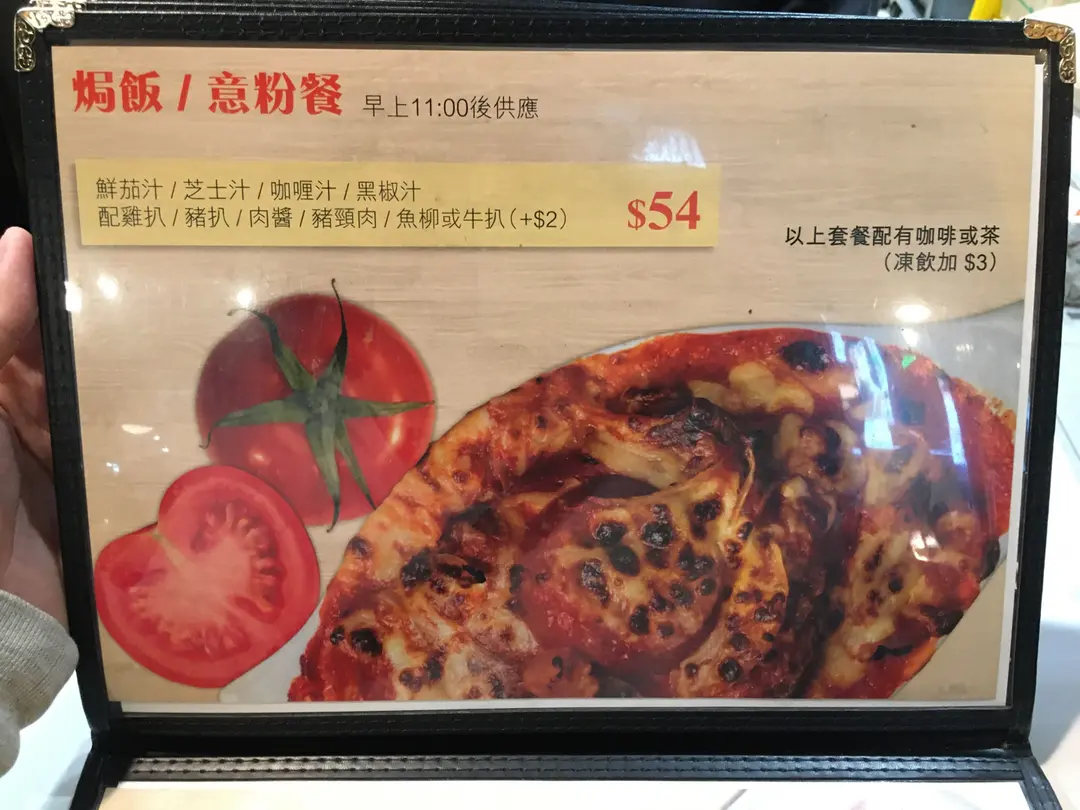 焗飯 / 意粉餐 早上11:00後供應
鮮茄汁 / 芝士汁 / 咖喱汁 / 黑椒汁
配雞扒 / 豬扒 / 肉醬 / 豬頸肉 / 魚柳或牛扒(+$2)
$54
以上套餐配有咖啡或茶
(凍飲加 $3)